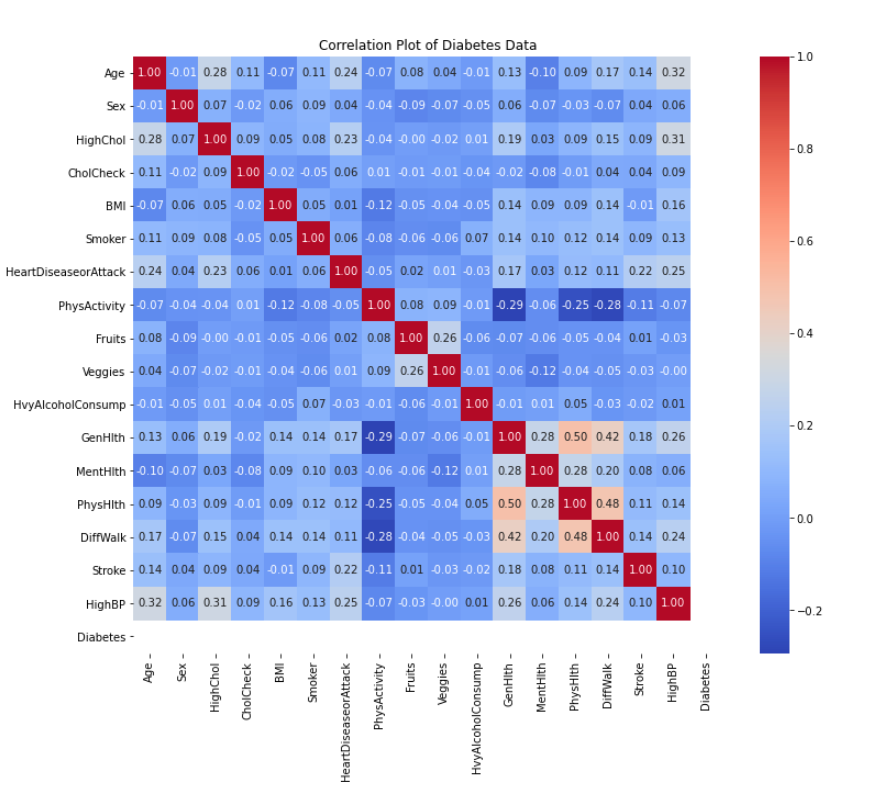 Correlation Plot of Diabetes Data
Age 1.00 -0.01 0.28 0.11 -0.07 0.11 0.24 -0.07 0.08 0.04 -0.01 0.13 -0.10 0.09 0.17 0.14 0.32
Sex -0.01 1.00 0.07 -0.02 0.06 0.09 0.04 -0.04 -0.09 -0.07 -0.05 0.06 -0.07 -0.03 -0.07 0.04 0.06
HighChol 0.28 0.07 1.00 0.09 0.05 0.08 0.23 -0.04 -0.00 -0.02 0.01 0.19 0.03 0.09 0.15 0.09 0.31
CholCheck 0.11 -0.02 0.09 1.00 -0.02 -0.05 0.06 0.01 -0.01 -0.01 -0.04 -0.02 -0.08 -0.01 0.04 0.04 0.09
BMI -0.07 0.06 0.05 -0.02 1.00 0.05 0.01 -0.12 -0.05 -0.04 -0.05 0.14 0.09 0.09 0.14 -0.01 0.16
Smoker 0.11 0.09 0.08 -0.05 0.05 1.00 0.06 -0.08 -0.06 -0.06 0.07 0.14 0.10 0.12 0.14 0.09 0.13
HeartDiseaseorAttack 0.24 0.04 0.23 0.06 0.01 0.06 1.00 -0.05 0.02 0.01 -0.03 0.17 0.03 0.12 0.11 0.22 0.25
PhysActivity -0.07 -0.04 -0.04 0.01 -0.12 -0.08 -0.05 1.00 0.08 0.09 -0.01 -0.29 -0.06 -0.25 -0.28 -0.11 -0.07
Fruits 0.08 -0.09 -0.00 -0.01 -0.05 -0.06 0.02 0.08 1.00 0.26 -0.06 -0.07 -0.06 -0.05 -0.04 0.01 -0.03
Veggies 0.04 -0.07 -0.02 -0.01 -0.04 -0.06 0.01 0.09 0.26 1.00 -0.01 -0.06 -0.12 -0.04 -0.05 -0.03 -0.00
HvyAlcoholConsump -0.01 -0.05 0.01 -0.04 -0.05 0.07 -0.03 -0.01 -0.06 -0.01 1.00 -0.01 0.01 0.05 -0.03 -0.02 0.01
GenHlth 0.13 0.06 0.19 -0.02 0.14 0.14 0.17 -0.29 -0.07 -0.06 -0.01 1.00 0.28 0.50 0.42 0.18 0.26
MentHlth -0.10 -0.07 0.03 -0.08 0.09 0.10 0.03 -0.06 -0.06 -0.12 0.01 0.28 1.00 0.28 0.20 0.08 0.06
PhysHlth 0.09 -0.03 0.09 -0.01 0.09 0.12 0.12 -0.25 -0.05 -0.04 0.05 0.50 0.28 1.00 0.48 0.11 0.14
DiffWalk 0.17 -0.07 0.15 0.04 0.14 0.14 0.11 -0.28 -0.04 -0.05 -0.03 0.42 0.20 0.48 1.00 0.14 0.24
Stroke 0.14 0.04 0.09 0.04 -0.01 0.09 0.22 -0.11 0.01 -0.03 -0.02 0.18 0.08 0.11 0.14 1.00 0.10
HighBP 0.32 0.06 0.31 0.09 0.16 0.13 0.25 -0.07 -0.03 -0.00 0.01 0.26 0.06 0.14 0.24 0.10 1.00
Diabetes
Age
Sex
HighChol
CholCheck
BMI
Smoker
HeartDiseaseorAttack
PhysActivity
Fruits
Veggies
HvyAlcoholConsump
GenHlth
MentHlth
PhysHlth
DiffWalk
Stroke
HighBP
Diabetes
1.0
0.8
0.6
0.4
0.2
0.0
−0.2